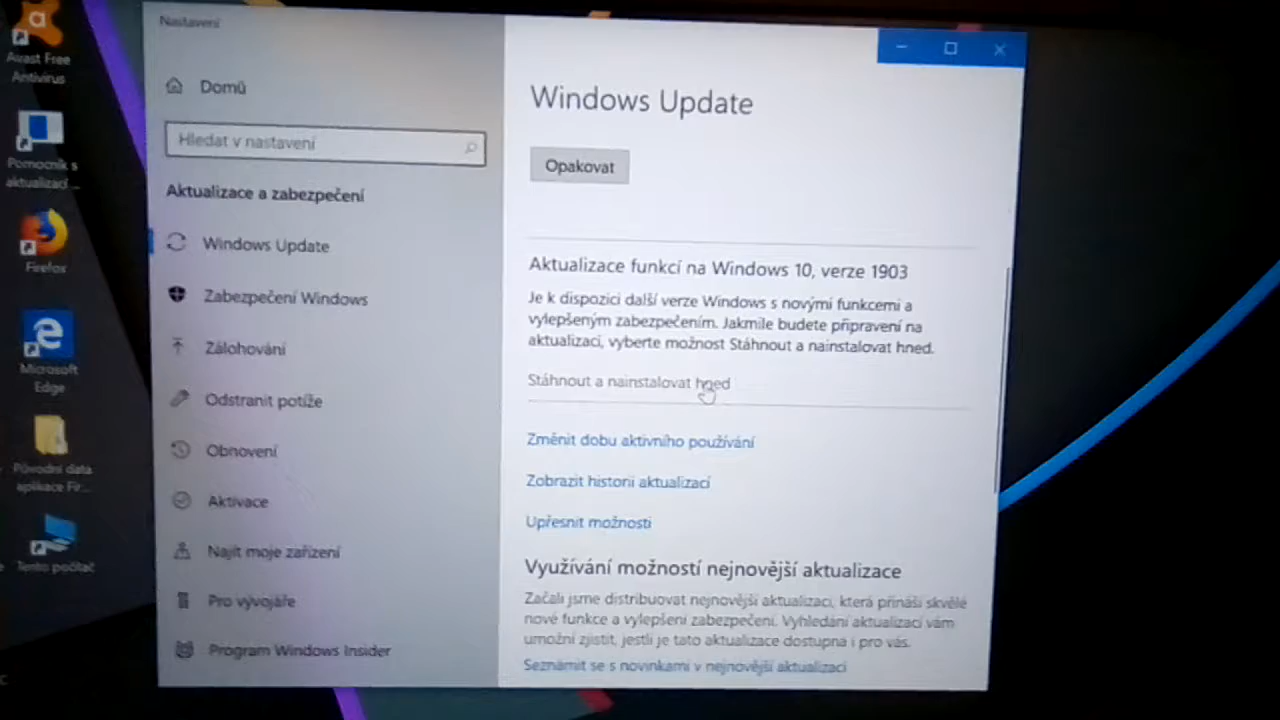 Nastavení
Avast Free
Antivirus
Pomocník s
aktualizací ...
Firefox
Microsoft
Edge
Původní data
aplikace Fir...
Tento počítač
Domů
Hledat v nastavení
Aktualizace a zabezpečení
Windows Update
Zabezpečení Windows
Zálohování
Odstranit potíže
Obnovení
Aktivace
Najít moje zařízení
Pro vývojáře
Program Windows Insider
Windows Update
Opakovat
Aktualizace funkcí na Windows 10, verze 1903
Je k dispozici další verze Windows s novými funkcemi a
vylepšeným zabezpečením. Jakmile budete připravení na
aktualizaci, vyberte možnost Stáhnout a nainstalovat hned.
Stáhnout a nainstalovat hned
Změnit dobu aktivního používání
Zobrazit historii aktualizací
Upřesnit možnosti
Využívání možností nejnovější aktualizace
Začali jsme distribuovat nejnovější aktualizaci, která přináší skvělé
nové funkce a vylepšení zabezpečení. Vyhledání aktualizací vám
umožní zjistit, jestli je tato aktualizace dostupná i pro vás.
Seznámit se s novinkami v nejnovější aktualizaci